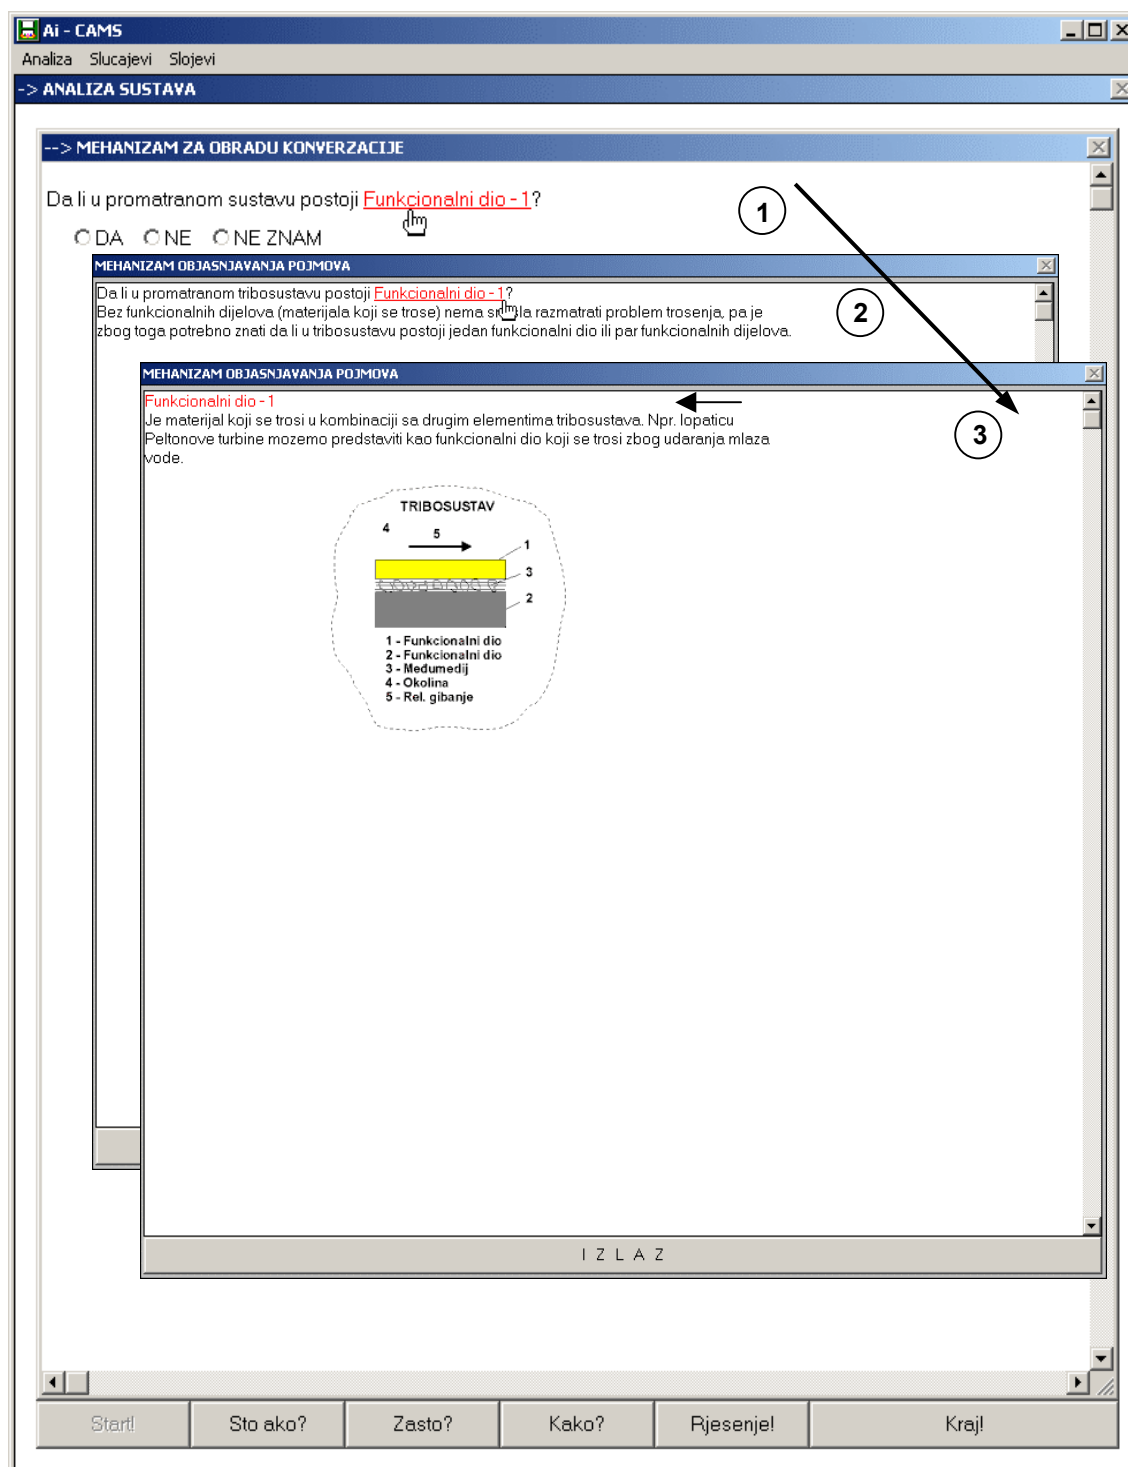 Ai - CAMS
Analiza Slucajevi Slojevi
-> ANALIZA SUSTAVA
--> MEHANIZAM ZA OBRADU KONVERZACIJE
Da li u promatranom sustavu postoji Funkcionalni dio - 1?
DA NE NE ZNAM
1
MEHANIZAM OBJASNJAVANJA POJMOVA
Da li u promatranom tribosustavu postoji Funkcionalni dio - 1?
Bez funkcionalnih dijelova (materijala koji se trose) nema smisla razmatrati problem trosenja, pa je
zbog toga potrebno znati da li u tribosustavu postoji jedan funkcionalni dio ili par funkcionalnih dijelova.
2
MEHANIZAM OBJASNJAVANJA POJMOVA
Funkcionalni dio - 1
Je materijal koji se trosi u kombinaciji sa drugim elementima tribosustava. Npr. lopaticu
Peltonove turbine mozemo predstaviti kao funkcionalni dio koji se trosi zbog udaranja mlaza
vode.
3
TRIBOSUSTAV
4
5
1
3
2
1 - Funkcionalni dio
2 - Funkcionalni dio
3 - Međumedij
4 - Okolina
5 - Rel. gibanje
I Z L A Z
Start! Sto ako? Zasto? Kako? Rjesenje! Kraj!